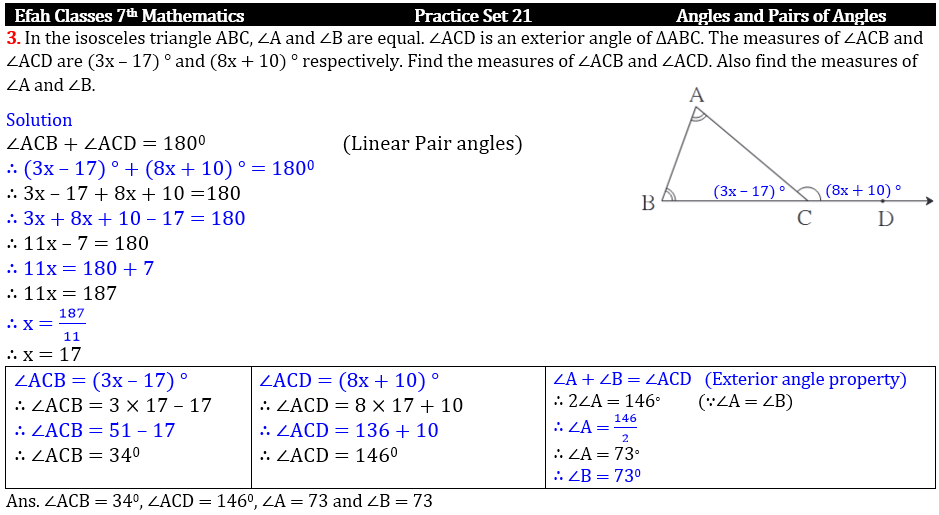 Efah Classes 7th Mathematics Practice Set 21 Angles and Pairs of Angles
3. In the isosceles triangle ABC, ∠A and ∠B are equal. ∠ACD is an exterior angle of ΔABC. The measures of ∠ACB and
∠ACD are (3x – 17) ° and (8x + 10) ° respectively. Find the measures of ∠ACB and ∠ACD. Also find the measures of
∠A and ∠B.
Solution
∠ACB + ∠ACD = 180⁰ (Linear Pair angles)
∴ (3x – 17) ° + (8x + 10) ° = 180⁰
∴ 3x – 17 + 8x + 10 =180
∴ 3x + 8x + 10 – 17 = 180
∴ 11x – 7 = 180
∴ 11x = 180 + 7
∴ 11x = 187
∴ x = 187/11
∴ x = 17
A
B
(3x – 17) °
(8x + 10) °
C
D
∠ACB = (3x – 17) °
∴ ∠ACB = 3 × 17 – 17
∴ ∠ACB = 51 – 17
∴ ∠ACB = 34⁰
∠ACD = (8x + 10) °
∴ ∠ACD = 8 × 17 + 10
∴ ∠ACD = 136 + 10
∴ ∠ACD = 146⁰
∠A + ∠B = ∠ACD (Exterior angle property)
∴ 2∠A = 146° (∵∠A = ∠B)
∴ ∠A = 146/2
∴ ∠A = 73°
∴ ∠B = 73⁰
Ans. ∠ACB = 34⁰, ∠ACD = 146⁰, ∠A = 73 and ∠B = 73